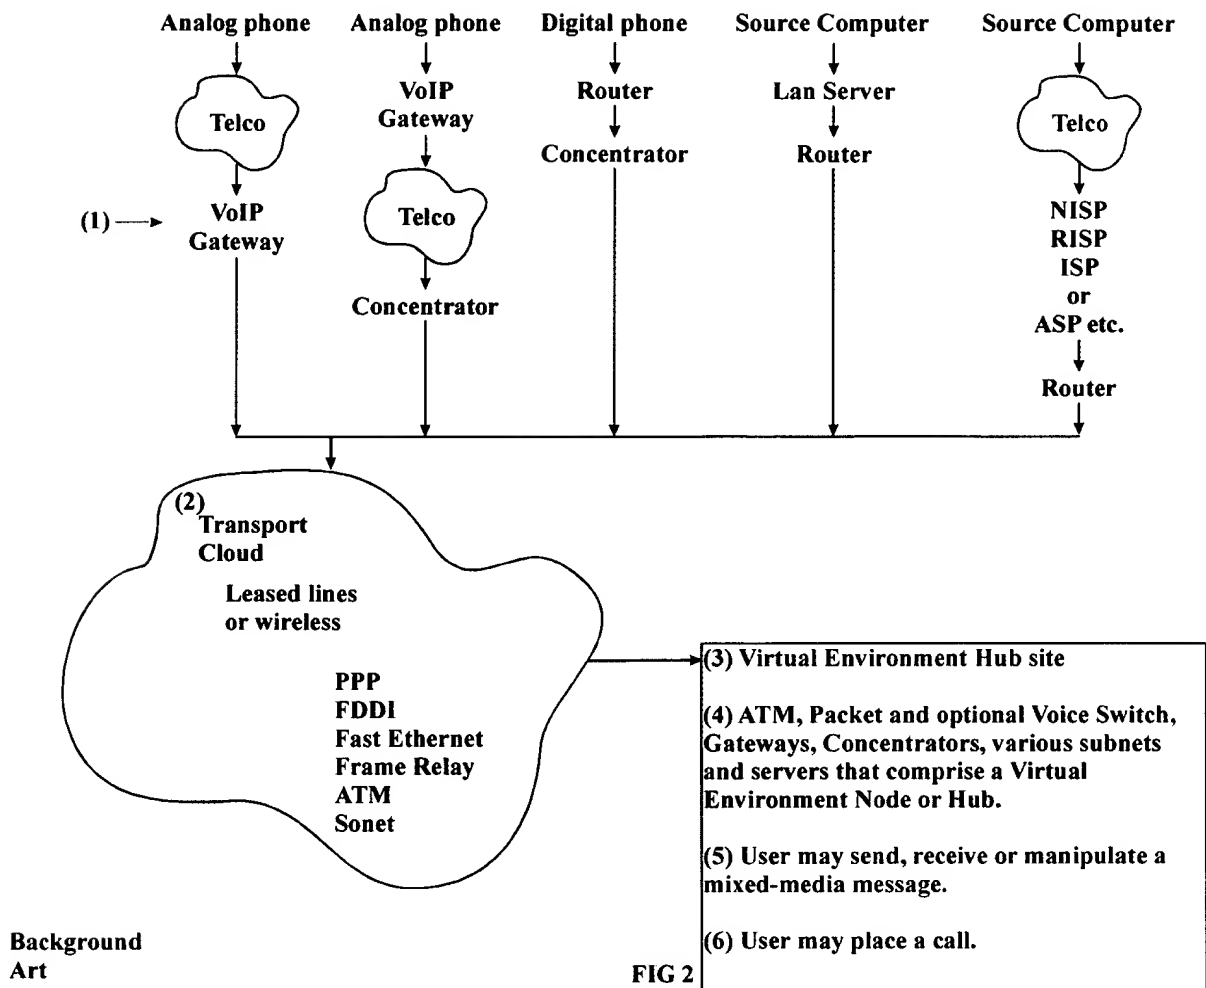 Analog phone
Analog phone
Digital phone
Source Computer
Source Computer
Telco
VoIP
Gateway
Router
Lan Server
Telco
Concentrator
Router
(1)
VoIP
Gateway
Telco
NISP
RISP
ISP
or
ASP etc.
Concentrator
Router
(2)
Transport
Cloud
Leased lines
or wireless
PPP
FDDI
Fast Ethernet
Frame Relay
ATM
Sonet
(3) Virtual Environment Hub site
(4) ATM, Packet and optional Voice Switch,
Gateways, Concentrators, various subnets
and servers that comprise a Virtual
Environment Node or Hub.
(5) User may send, receive or manipulate a
mixed-media message.
(6) User may place a call.
Background
Art
FIG 2